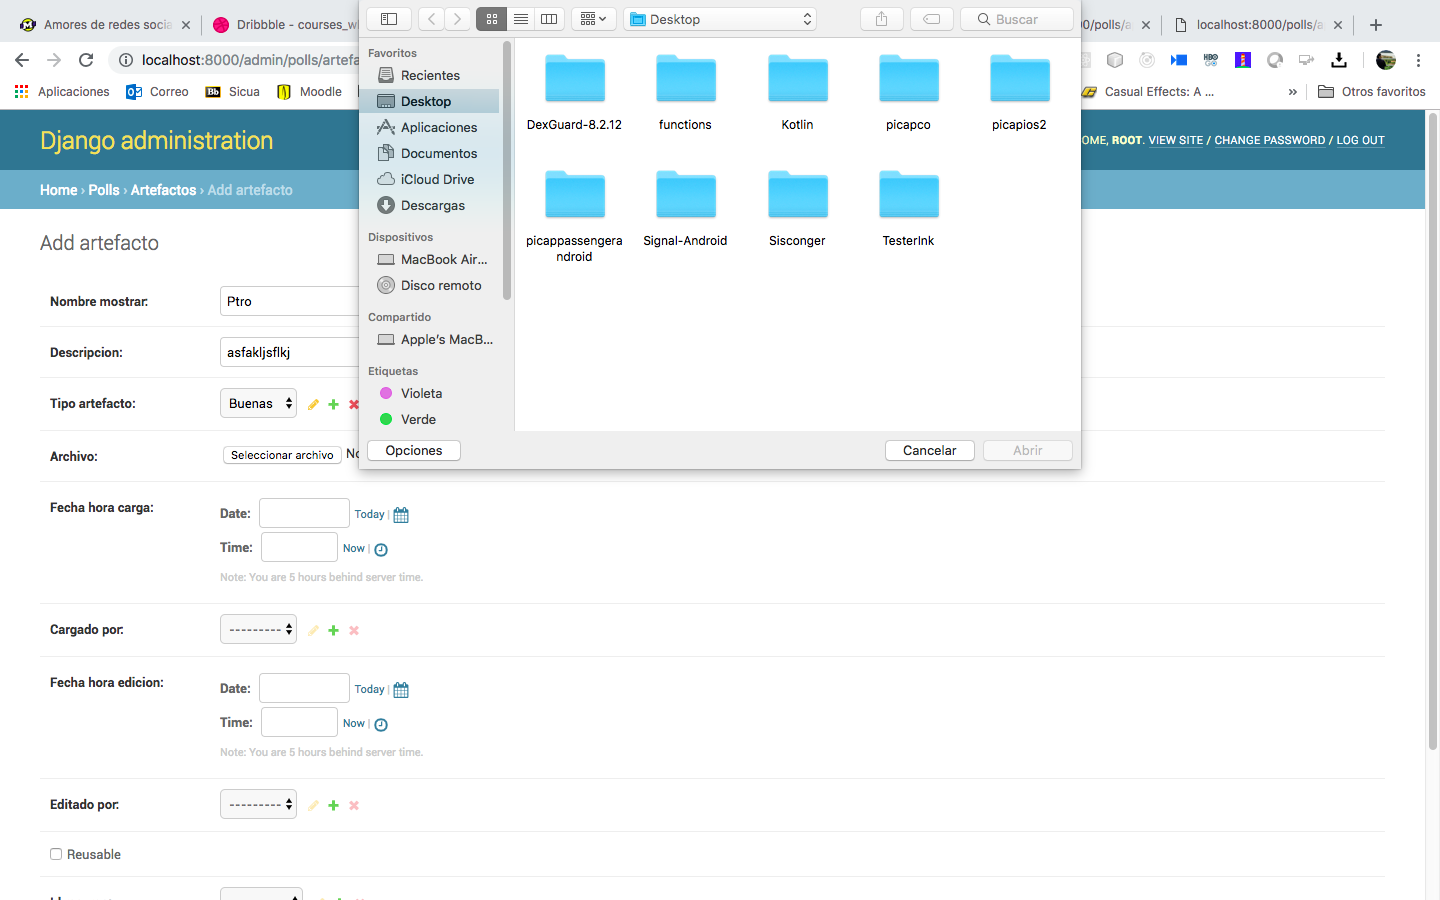 Amores de redes socia
Dribbble - courses_w
Desktop
Buscar
localhost:8000/polls/a
localhost:8000/admin/polls/artefa
Aplicaciones
Correo
Bb Sicua
Moodle
Casual Effects: A ...
»
Otros favoritos
Favoritos
Recientes
Desktop
Aplicaciones
Documentos
iCloud Drive
Descargas
Dispositivos
MacBook Air...
Disco remoto
Compartido
Apple's MacB...
Etiquetas
Violeta
Verde
DexGuard-8.2.12
functions
Kotlin
picapco
picapios2
picappassengera
ndroid
Signal-Android
Sisconger
TesterInk
Opciones
Cancelar
Abrir
Django administration
OME, ROOT. VIEW SITE / CHANGE PASSWORD / LOG OUT
Home › Polls › Artefactos › Add artefacto
Add artefacto
Nombre mostrar:
Ptro
Descripcion:
asfakljsflkj
Tipo artefacto:
Buenas
Archivo:
Seleccionar archivo
Fecha hora carga:
Date:
Today |
Time:
Now |
Note: You are 5 hours behind server time.
Cargado por:
---------
Fecha hora edicion:
Date:
Today |
Time:
Now |
Note: You are 5 hours behind server time.
Editado por:
---------
Reusable